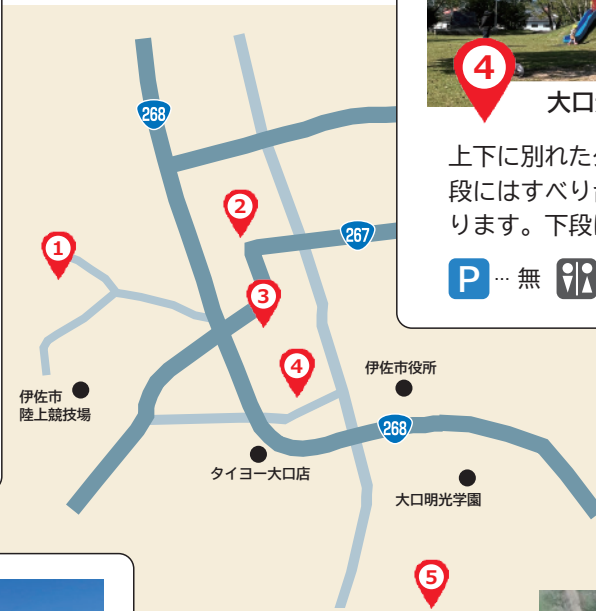 4
大口
上下に別れた
段にはすべり
ります。下段
P … 無
268
2
267
1
3
4
伊佐市役所
伊佐市
陸上競技場
268
タイヨー大口店
大口明光学園
5